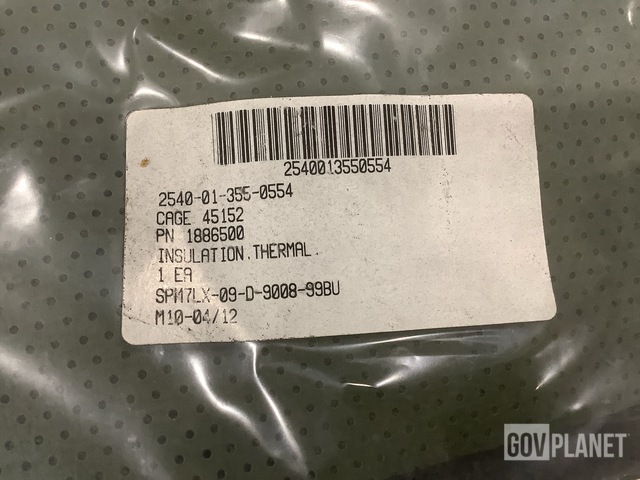 2540013550554
2540-01-355-0554
CAGE 45152
PN 1886500
INSULATION,THERMAL
1 EA
SPM7LX-09-D-9008-99BU
M10-04/12
GOVPLANET